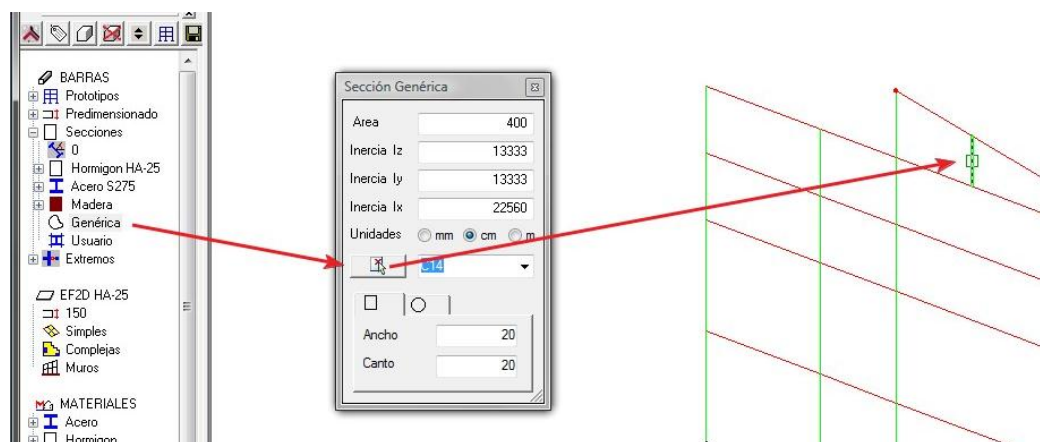 BARRAS
Prototipos
Predimensionado
Secciones
0
Hormigon HA-25
Acero S275
Madera
Genérica
Usuario
Extremos
EF2D HA-25
150
Simples
Complejas
Muros
MATERIALES
Acero
Hormigon
Sección Genérica
Area 400
Inercia Iz 13333
Inercia Iy 13333
Inercia Ix 22560
Unidades mm cm m
C14
Ancho 20
Canto 20